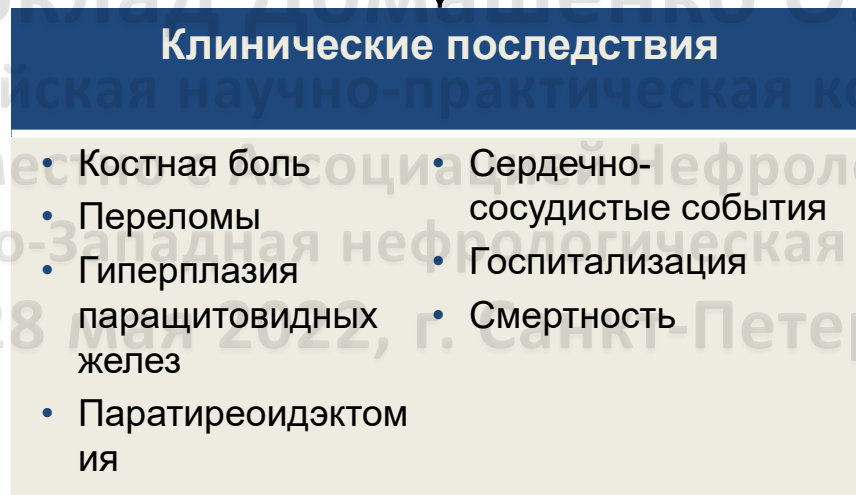 Клинические последствия
• Костная боль
• Переломы
• Гиперплазия
паращитовидных
желез
• Паратиреоидэктом
ия
• Сердечно-
сосудистые события
• Госпитализация
• Смертность